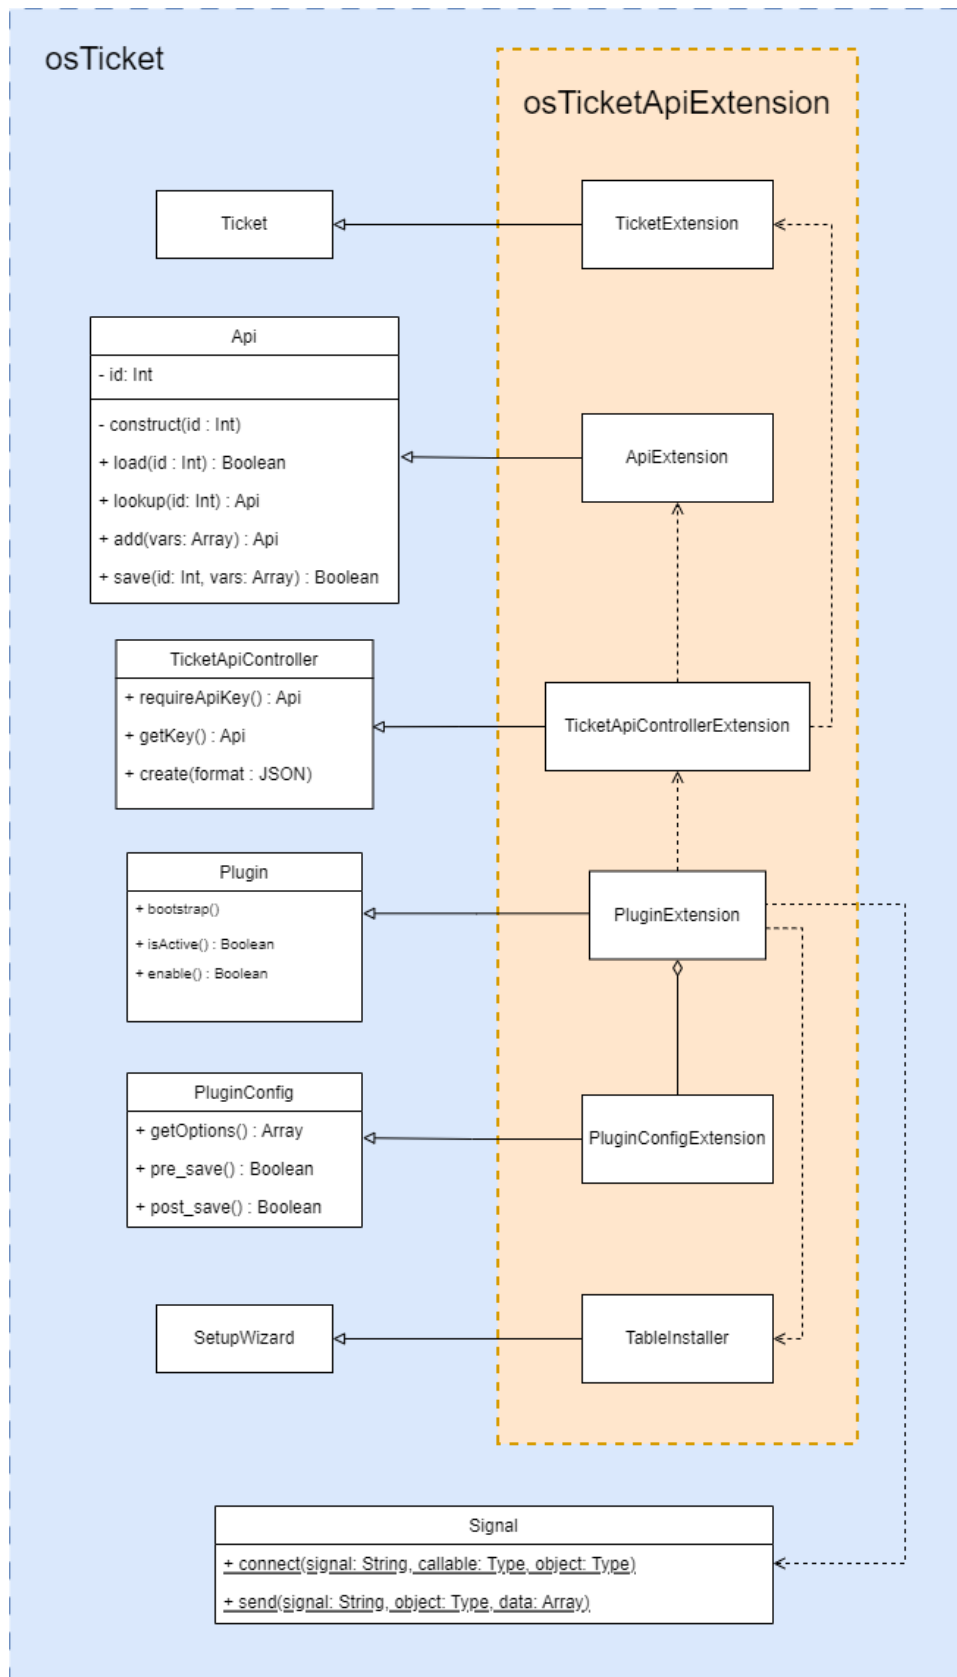 osTicket
osTicketApiExtension
Ticket
TicketExtension
Api
- id: Int
- construct(id : Int)
+ load(id : Int) : Boolean
+ lookup(id: Int) : Api
+ add(vars: Array) : Api
+ save(id: Int, vars: Array) : Boolean
ApiExtension
TicketApiController
+ requireApiKey() : Api
+ getKey() : Api
+ create(format : JSON)
TicketApiControllerExtension
Plugin
+ bootstrap()
+ isActive() : Boolean
+ enable() : Boolean
PluginExtension
PluginConfig
+ getOptions() : Array
+ pre_save() : Boolean
+ post_save() : Boolean
PluginConfigExtension
SetupWizard
TableInstaller
Signal
+ connect(signal: String, callable: Type, object: Type)
+ send(signal: String, object: Type, data: Array)